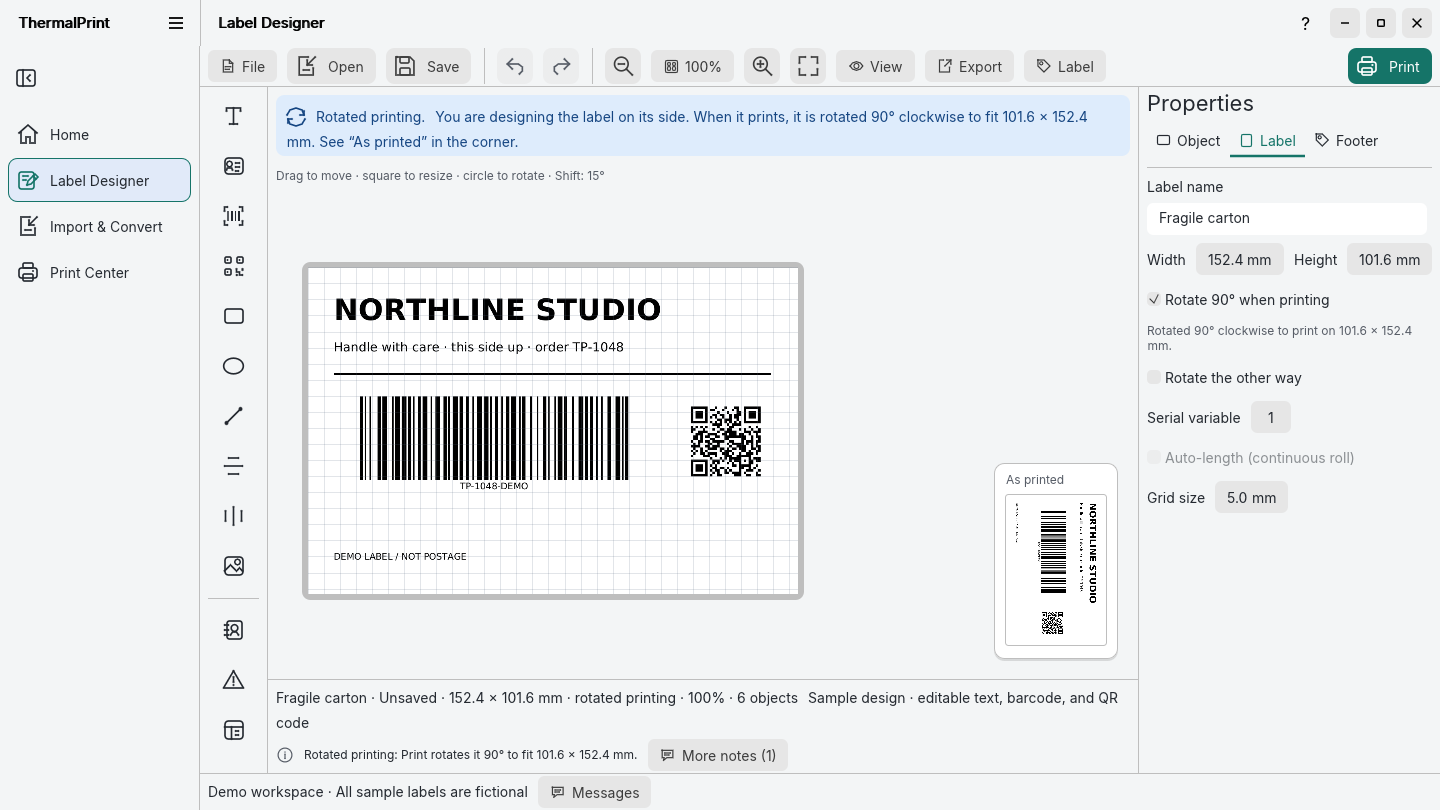 ThermalPrint
Label Designer
?
File
Open
Save
100%
View
Export
Label
Print
Home
Label Designer
Import & Convert
Print Center
Rotated printing. You are designing the label on its side. When it prints, it is rotated 90° clockwise to fit 101.6 × 152.4
mm. See “As printed” in the corner.
Drag to move · square to resize · circle to rotate · Shift: 15°
NORTHLINE STUDIO
Handle with care · this side up · order TP-1048
TP-1048-DEMO
DEMO LABEL / NOT POSTAGE
As printed
NORTHLINE STUDIO
Properties
Object
Label
Footer
Label name
Fragile carton
Width 152.4 mm Height 101.6 mm
Rotate 90° when printing
Rotated 90° clockwise to print on 101.6 × 152.4
mm.
Rotate the other way
Serial variable 1
Auto-length (continuous roll)
Grid size 5.0 mm
Fragile carton · Unsaved · 152.4 × 101.6 mm · rotated printing · 100% · 6 objects Sample design · editable text, barcode, and QR
code
Rotated printing: Print rotates it 90° to fit 101.6 × 152.4 mm.
More notes (1)
Demo workspace · All sample labels are fictional
Messages